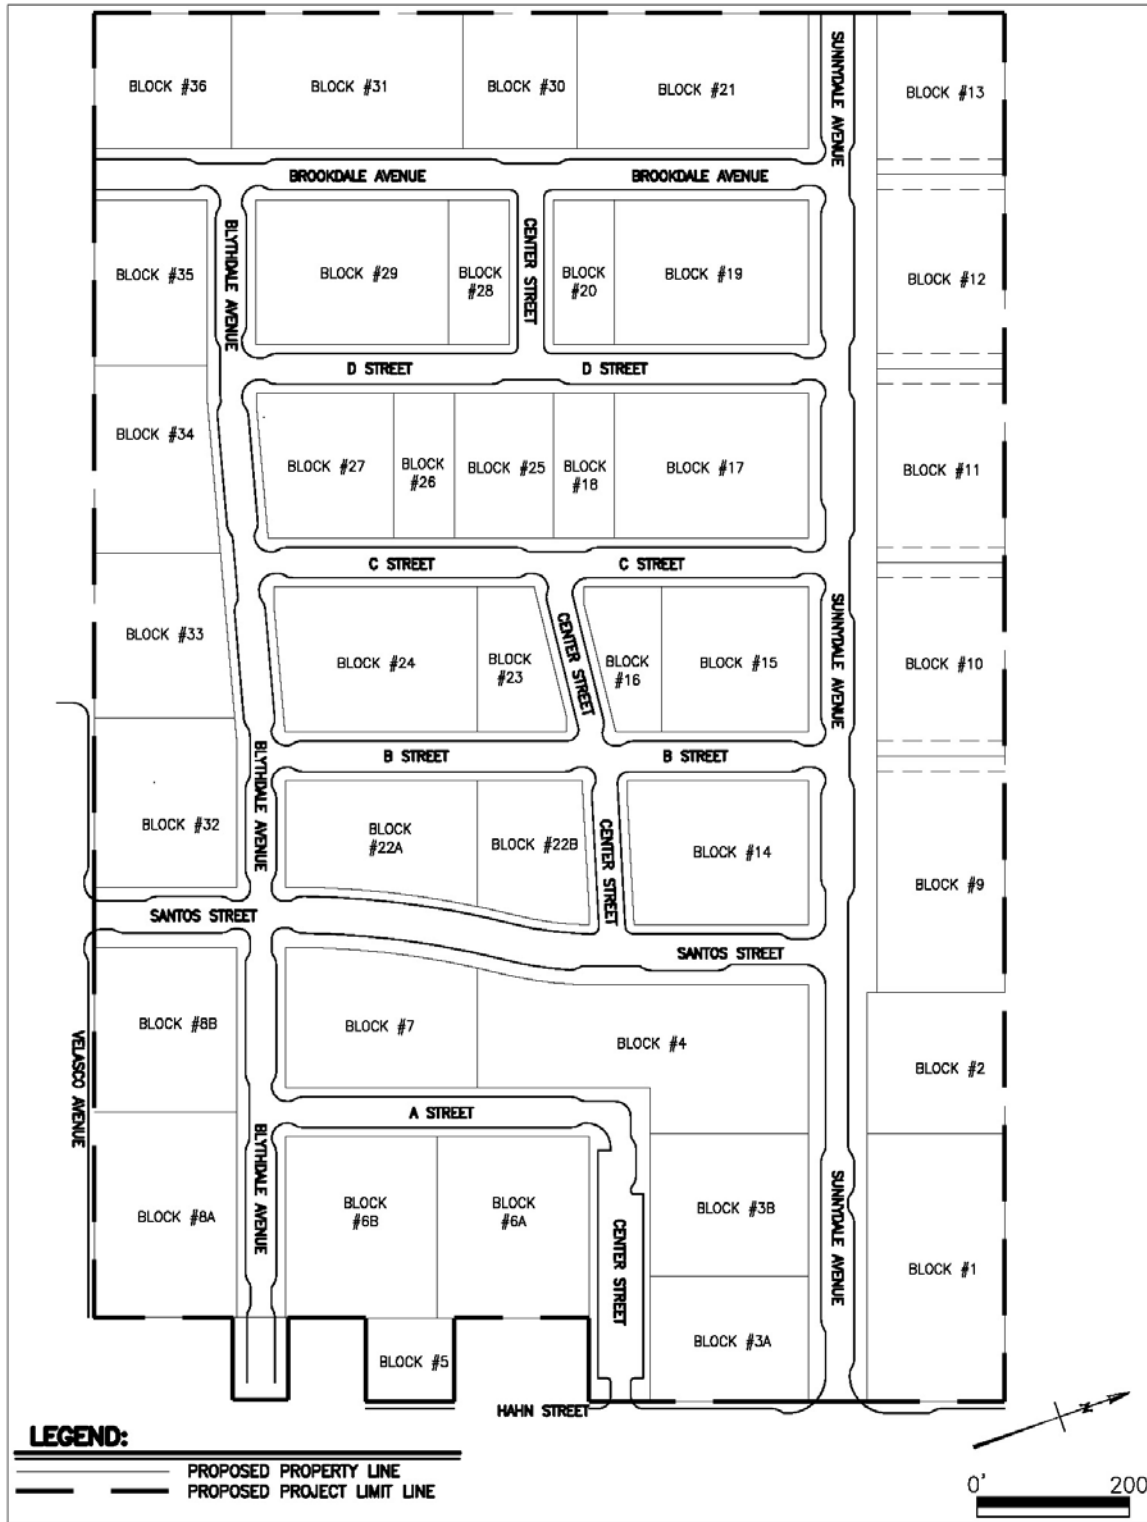 BLOCK #36
BLOCK #31
BLOCK #30
BLOCK #21
SUNNYDALE AVENUE
BLOCK #13
BROOKDALE AVENUE
BROOKDALE AVENUE
BLOCK #35
BLYTHDALE AVENUE
BLOCK #29
BLOCK
#28
CENTER STREET
BLOCK
#20
BLOCK #19
BLOCK #12
D STREET
D STREET
BLOCK #34
BLOCK #27
BLOCK
#26
BLOCK #25
BLOCK
#18
BLOCK #17
BLOCK #11
C STREET
C STREET
BLOCK #33
BLOCK #24
BLOCK
#23
CENTER STREET
BLOCK
#16
BLOCK #15
SUNNYDALE AVENUE
BLOCK #10
B STREET
B STREET
BLOCK #32
BLYTHDALE AVENUE
BLOCK
#22A
BLOCK #22B
CENTER STREET
BLOCK #14
BLOCK #9
SANTOS STREET
SANTOS STREET
VELASCO AVENUE
BLOCK #8B
BLOCK #7
BLOCK #4
BLOCK #2
A STREET
BLOCK #8A
BLYTHDALE AVENUE
BLOCK
#6B
BLOCK
#6A
CENTER STREET
BLOCK #3B
SUNNYDALE AVENUE
BLOCK #1
BLOCK #5
BLOCK #3A
HAHN STREET
LEGEND:
PROPOSED PROPERTY LINE
PROPOSED PROJECT LIMIT LINE
N
0' 200